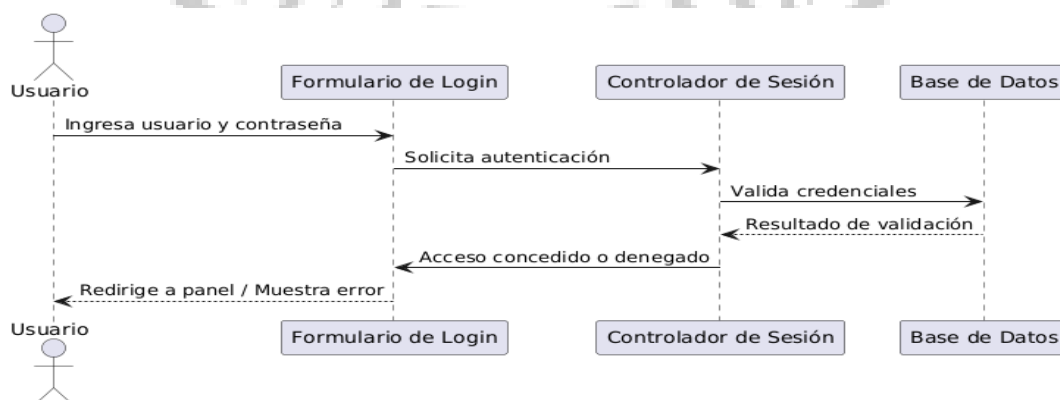 Usuario
Formulario de Login
Controlador de Sesión
Base de Datos
Ingresa usuario y contraseña
Solicita autenticación
Valida credenciales
Resultado de validación
Acceso concedido o denegado
Redirige a panel / Muestra error
Usuario
Formulario de Login
Controlador de Sesión
Base de Datos